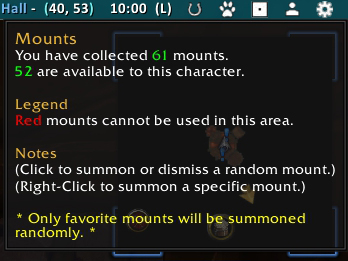 Hall - (40, 53) 10:00 (L)
Mounts
You have collected 61 mounts.
52 are available to this character.
Legend
Red mounts cannot be used in this area.
Notes
(Click to summon or dismiss a random mount.)
(Right-Click to summon a specific mount.)
* Only favorite mounts will be summoned
randomly. *